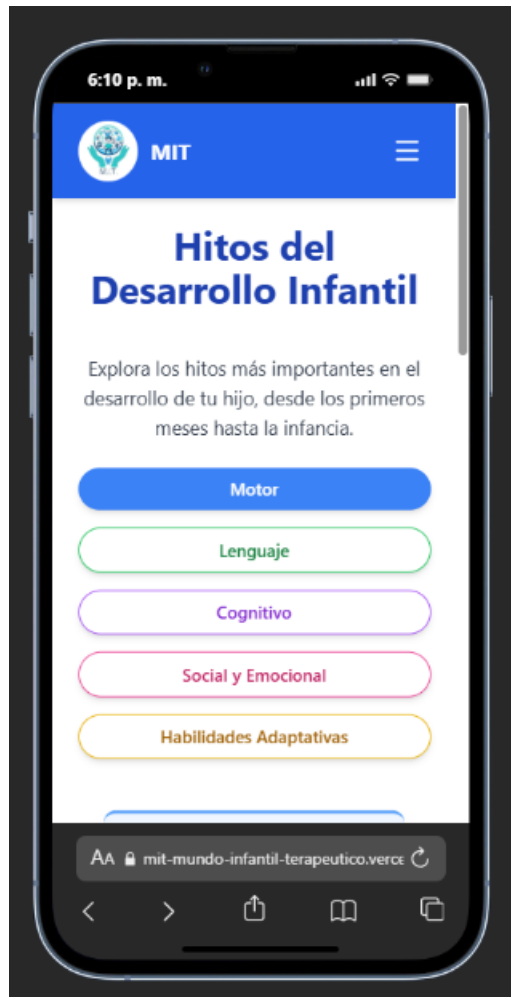 6:10 p. m.
MIT
Hitos del
Desarrollo Infantil
Explora los hitos más importantes en el
desarrollo de tu hijo, desde los primeros
meses hasta la infancia.
Motor
Lenguaje
Cognitivo
Social y Emocional
Habilidades Adaptativas
AA mit-mundo-infantil-terapeutico.verce